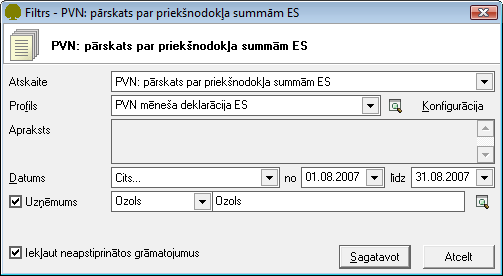 Filtrs - PVN: pārskats par priekšnodokļa summām ES
PVN: pārskats par priekšnodokļa summām ES
Atskaite PVN: pārskats par priekšnodokļa summām ES
Profils PVN mēneša deklarācija ES Konfigurācija
Apraksts
Datums Cits... no 01.08.2007 līdz 31.08.2007
Uzņēmums Ozols Ozols
Iekļaut neapstiprinātos grāmatojumus
Sagatavot Atcelt